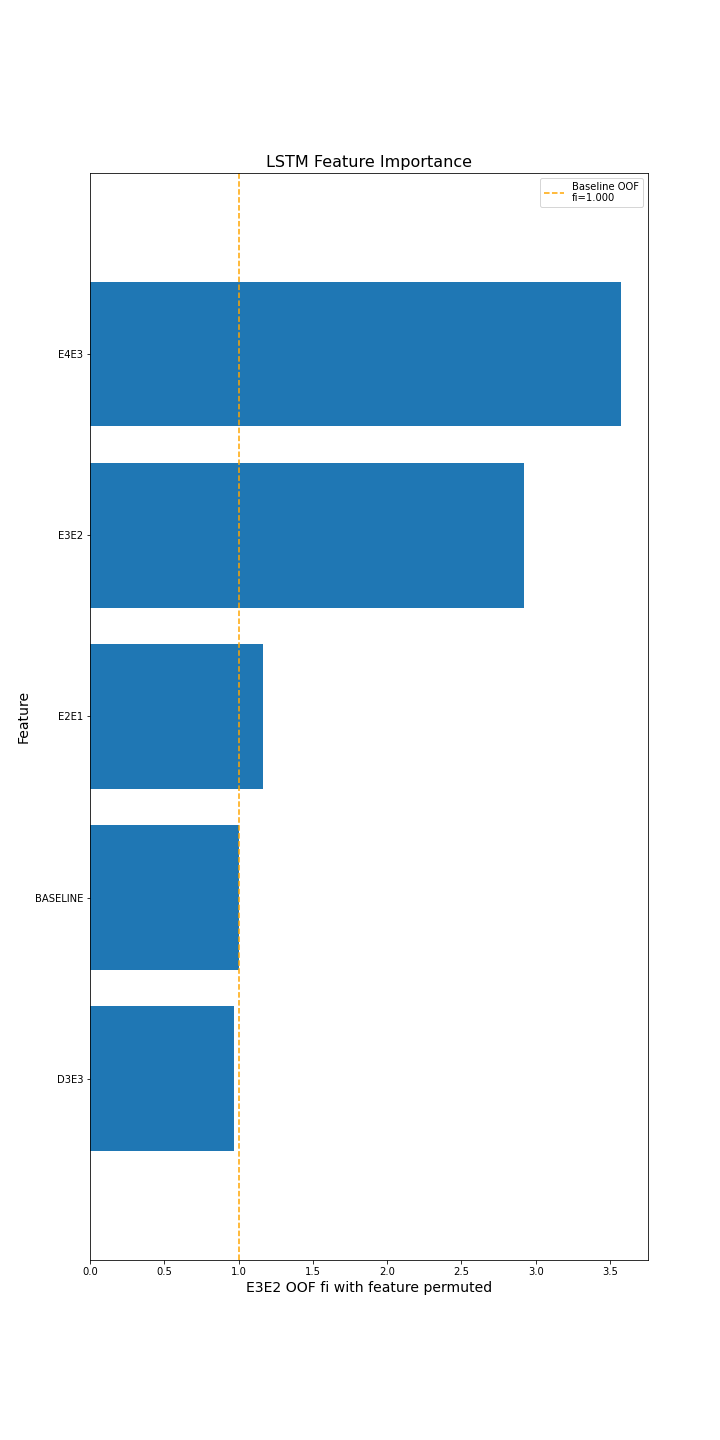 LSTM Feature Importance
Baseline OOF
fi=1.000
E4E3
E3E2
E2E1
BASELINE
D3E3
Feature
0.0 0.5 1.0 1.5 2.0 2.5 3.0 3.5
E3E2 OOF fi with feature permuted